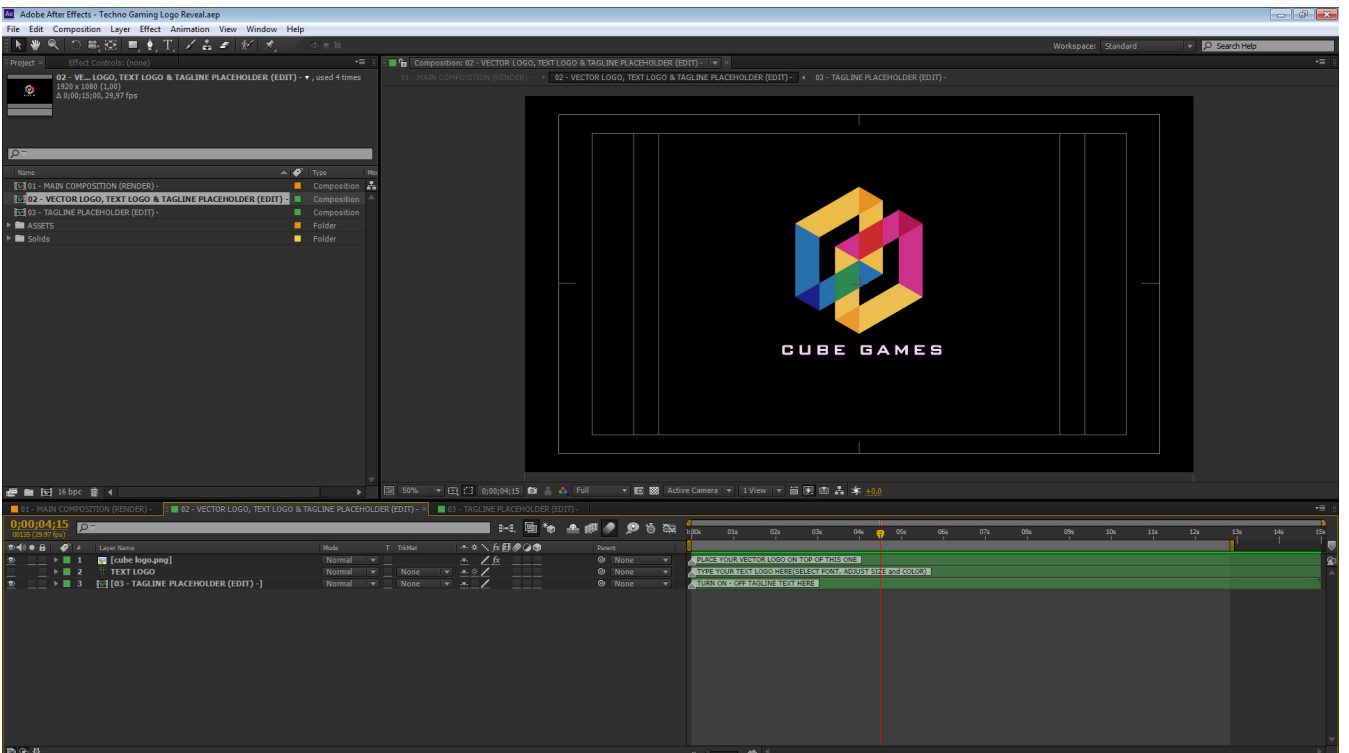 Adobe After Effects - Techno Gaming Logo Reveal.aep
File Edit Composition Layer Effect Animation View Window Help
Workspace: Standard Search Help
Project Effect Controls: (none)
Composition: 02 - VECTOR LOGO, TEXT LOGO & TAGLINE PLACEHOLDER (EDIT) -
01 - MAIN COMPOSITION (RENDER) - 02 - VECTOR LOGO, TEXT LOGO & TAGLINE PLACEHOLDER (EDIT) - 03 - TAGLINE PLACEHOLDER (EDIT) -
02 - VE... LOGO, TEXT LOGO & TAGLINE PLACEHOLDER (EDIT) - , used 4 times
1920 x 1080 (1,00)
Δ 0;00;15;00, 29,97 fps
Name Type
01 - MAIN COMPOSITION (RENDER) - Composition
02 - VECTOR LOGO, TEXT LOGO & TAGLINE PLACEHOLDER (EDIT) - Composition
03 - TAGLINE PLACEHOLDER (EDIT) - Composition
ASSETS Folder
Solids Folder
CUBE GAMES
16 bpc
50% 0;00;04;15 Full Active Camera 1 View +0,0
01 - MAIN COMPOSITION (RENDER) - 02 - VECTOR LOGO, TEXT LOGO & TAGLINE PLACEHOLDER (EDIT) - 03 - TAGLINE PLACEHOLDER (EDIT) -
0;00;04;15
00135 (29.97 fps)
01s 02s 03s 04s 05s 06s 07s 08s 09s 10s 11s 12s 13s 14s 15s
# Layer Name Mode T TrkMat Parent
1 [cube logo.png] Normal None PLACE YOUR VECTOR LOGO ON TOP OF THIS ONE
2 T TEXT LOGO Normal None None TYPE YOUR TEXT LOGO HERE(SELECT FONT, ADJUST SIZE and COLOR)
3 [03 - TAGLINE PLACEHOLDER (EDIT) -] Normal None None TURN ON - OFF TAGLINE TEXT HERE